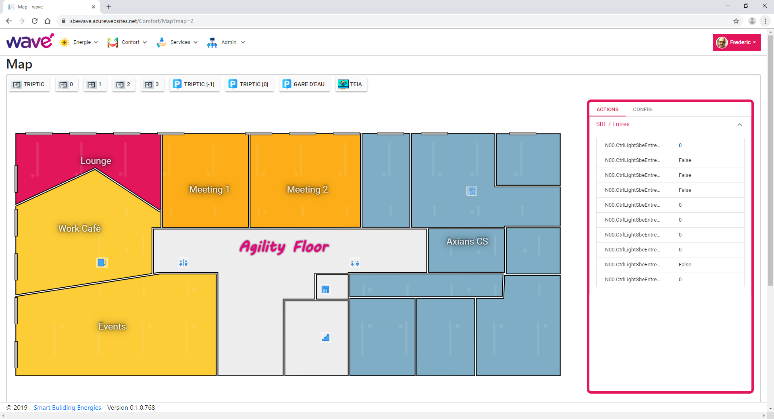 Map - wave
sbewave.azurewebsites.net/Comfort/Map?map=2
wave
Energie
Comfort
Services
Admin.
Frederic
Map
TRIPTIC
0
1
2
3
TRIPTIC [-1]
TRIPTIC [0]
GARE D'EAU
TEIA
ACTIONS
CONFIG.
SBE / Entree
N00.CtrlLightSbeEntre... 0
N00.CtrlLightSbeEntre... False
N00.CtrlLightSbeEntre... False
N00.CtrlLightSbeEntre... False
N00.CtrlLightSbeEntre... 0
N00.CtrlLightSbeEntre... 0
N00.CtrlLightSbeEntre... 0
N00.CtrlLightSbeEntre... 0
N00.CtrlLightSbeEntre... False
N00.CtrlLightSbeEntre... 0
Lounge
Meeting 1
Meeting 2
Work Café
Agility Floor
Axians CS
Events
© 2019 Smart Building Energies Version 0.1.0.768